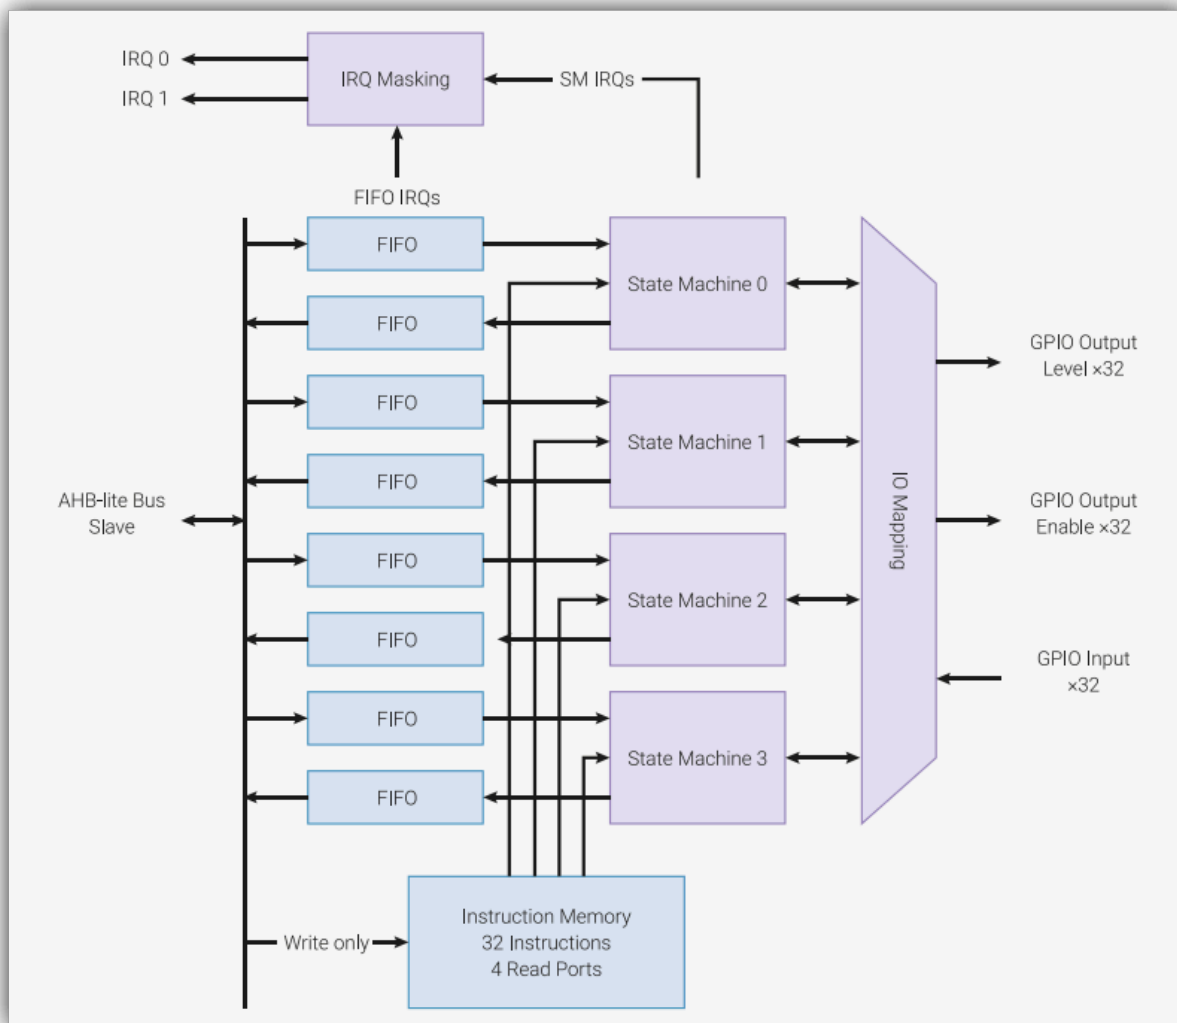 IRQ 0
IRQ 1
IRQ Masking
SM IRQs
FIFO IRQs
FIFO
State Machine 0
FIFO
GPIO Output
Level ×32
FIFO
State Machine 1
FIFO
AHB-lite Bus
Slave
IO Mapping
GPIO Output
Enable ×32
FIFO
State Machine 2
FIFO
GPIO Input
×32
FIFO
State Machine 3
FIFO
Write only
Instruction Memory
32 Instructions
4 Read Ports